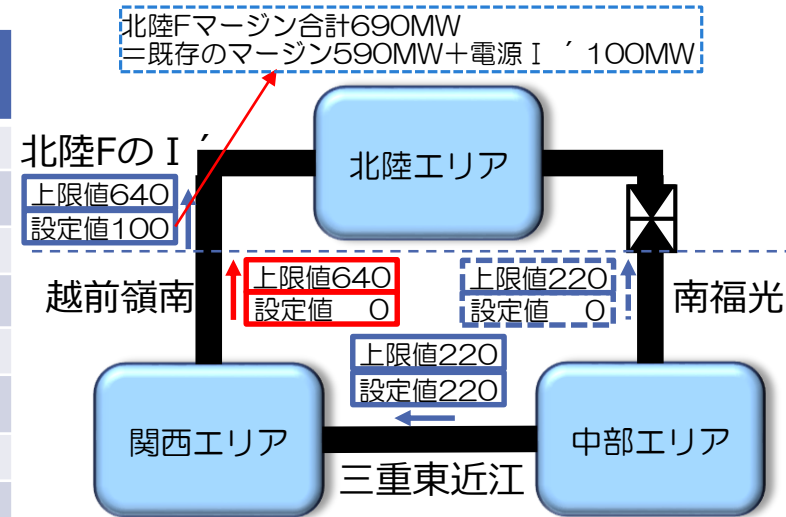 北陸Fマージン合計690MW
＝既存のマージン590MW＋電源Ⅰ´100MW
北陸FのⅠ´
上限値640
設定値100
北陸エリア
越前嶺南
上限値640
設定値　0
上限値220
設定値　0
南福光
上限値220
設定値220
関西エリア
中部エリア
三重東近江